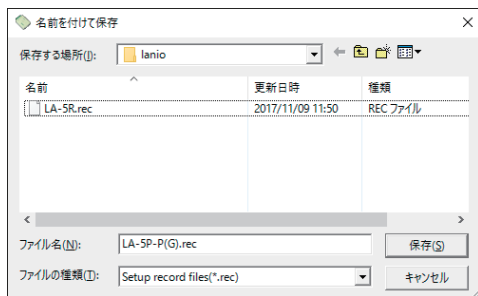 名前を付けて保存
保存する場所(I): lanio
名前 更新日時 種類
LA-5R.rec 2017/11/09 11:50 REC ファイル
ファイル名(N): LA-5P-P(G).rec 保存(S)
ファイルの種類(T): Setup record files(*.rec) キャンセル